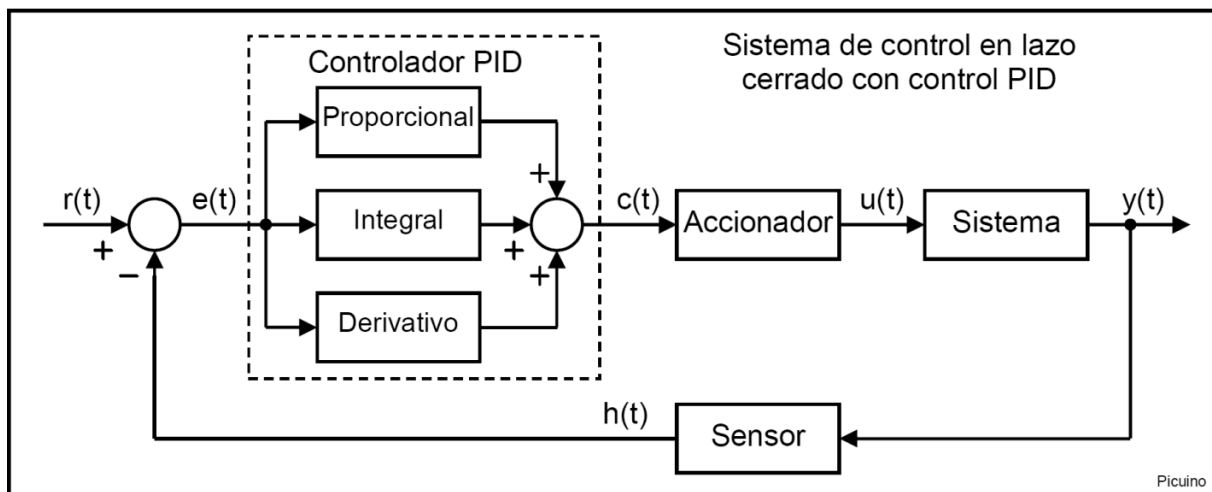 Sistema de control en lazo
cerrado con control PID
Controlador PID
Proporcional
+
r(t)
e(t)
Integral
c(t)
Accionador
u(t)
Sistema
y(t)
+
+
−
+
Derivativo
h(t)
Sensor
Picuino